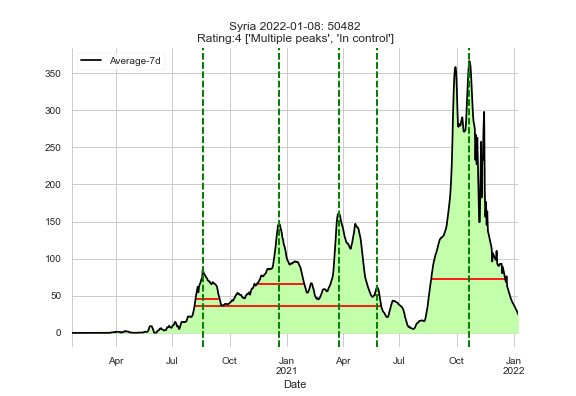 Syria 2022-01-08: 50482
Rating:4 ['Multiple peaks', 'In control']
Average-7d
350
300
250
200
150
100
50
0
Apr
Jul
Oct
Jan
2021
Apr
Jul
Oct
Jan
2022
Date